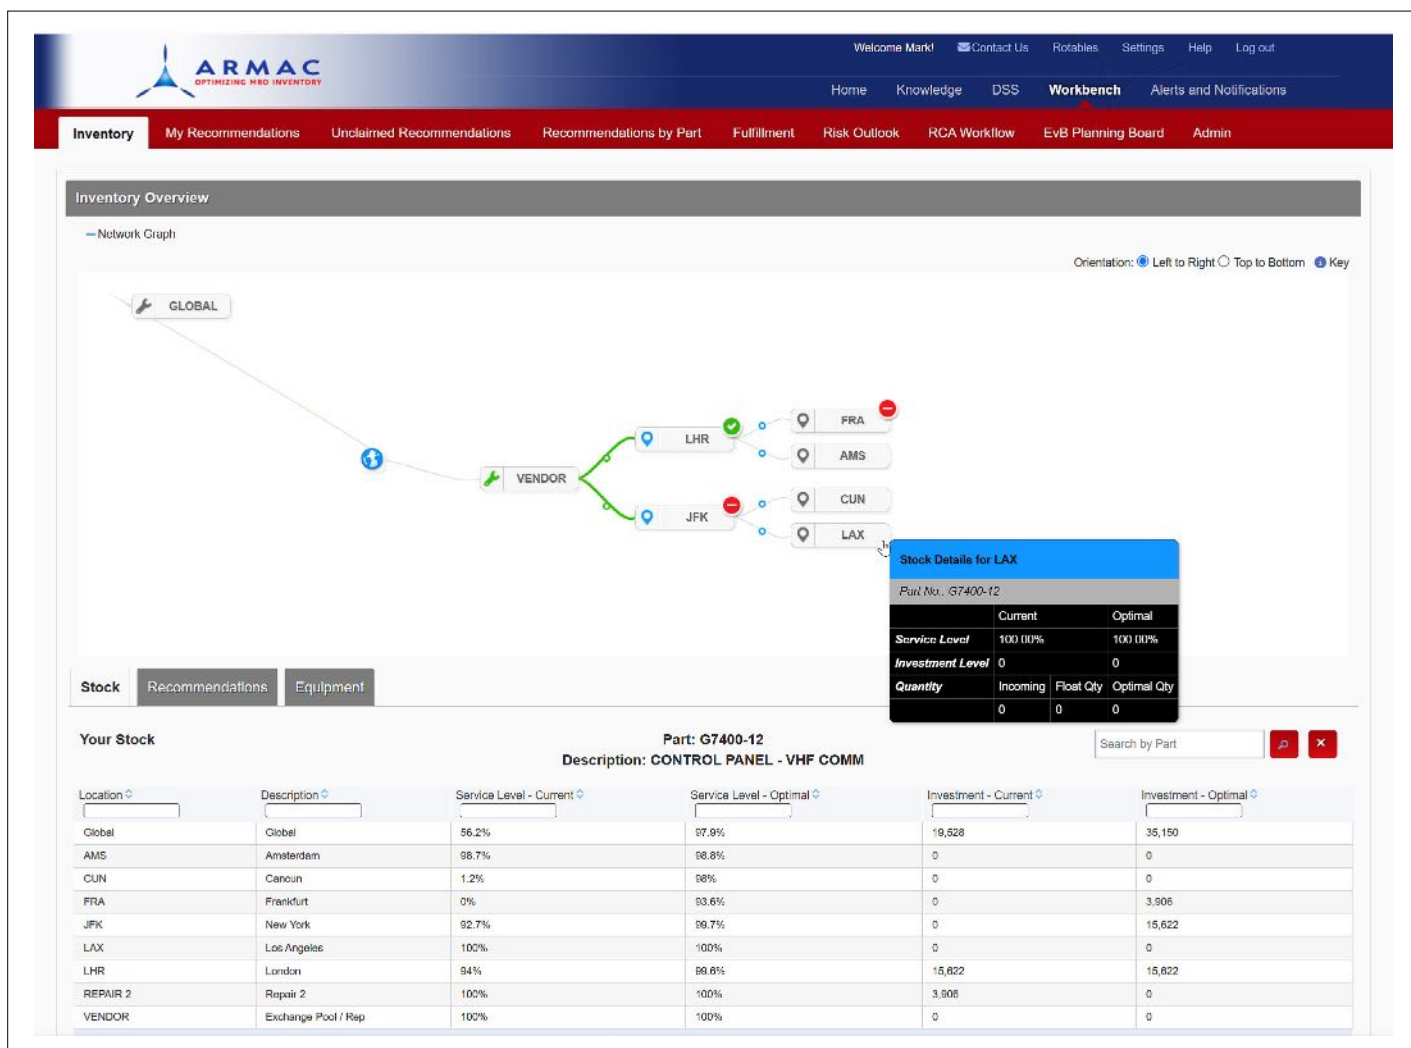 Welcome Mark! Contact Us Rotables Settings Help Log out
ARMAC
OPTIMIZING MRO INVENTORY
Home Knowledge DSS Workbench Alerts and Notifications
Inventory My Recommendations Unclaimed Recommendations Recommendations by Part Fulfillment Risk Outlook RCA Workflow EvB Planning Board Admin
Inventory Overview
Network Graph
Orientation: Left to Right Top to Bottom Key
GLOBAL
FRA
LHR
AMS
VENDOR
CUN
JFK
LAX
Stock Details for LAX
Part No.: G7400-12
Current Optimal
Service Level 100.00% 100.00%
Investment Level 0 0
Quantity Incoming Float Qty Optimal Qty
0 0 0
Stock Recommendations Equipment
Your Stock
Part: G7400-12
Description: CONTROL PANEL - VHF COMM
Search by Part
Location Description Service Level - Current Service Level - Optimal Investment - Current Investment - Optimal
Global Global 56.2% 97.9% 19,528 35,150
AMS Amsterdam 98.7% 98.8% 0 0
CUN Cancun 1.2% 98% 0 0
FRA Frankfurt 0% 93.6% 0 3,906
JFK New York 92.7% 99.7% 0 15,622
LAX Los Angeles 100% 100% 0 0
LHR London 94% 99.6% 15,622 15,622
REPAIR 2 Repair 2 100% 100% 3,906 0
VENDOR Exchange Pool / Rep 100% 100% 0 0